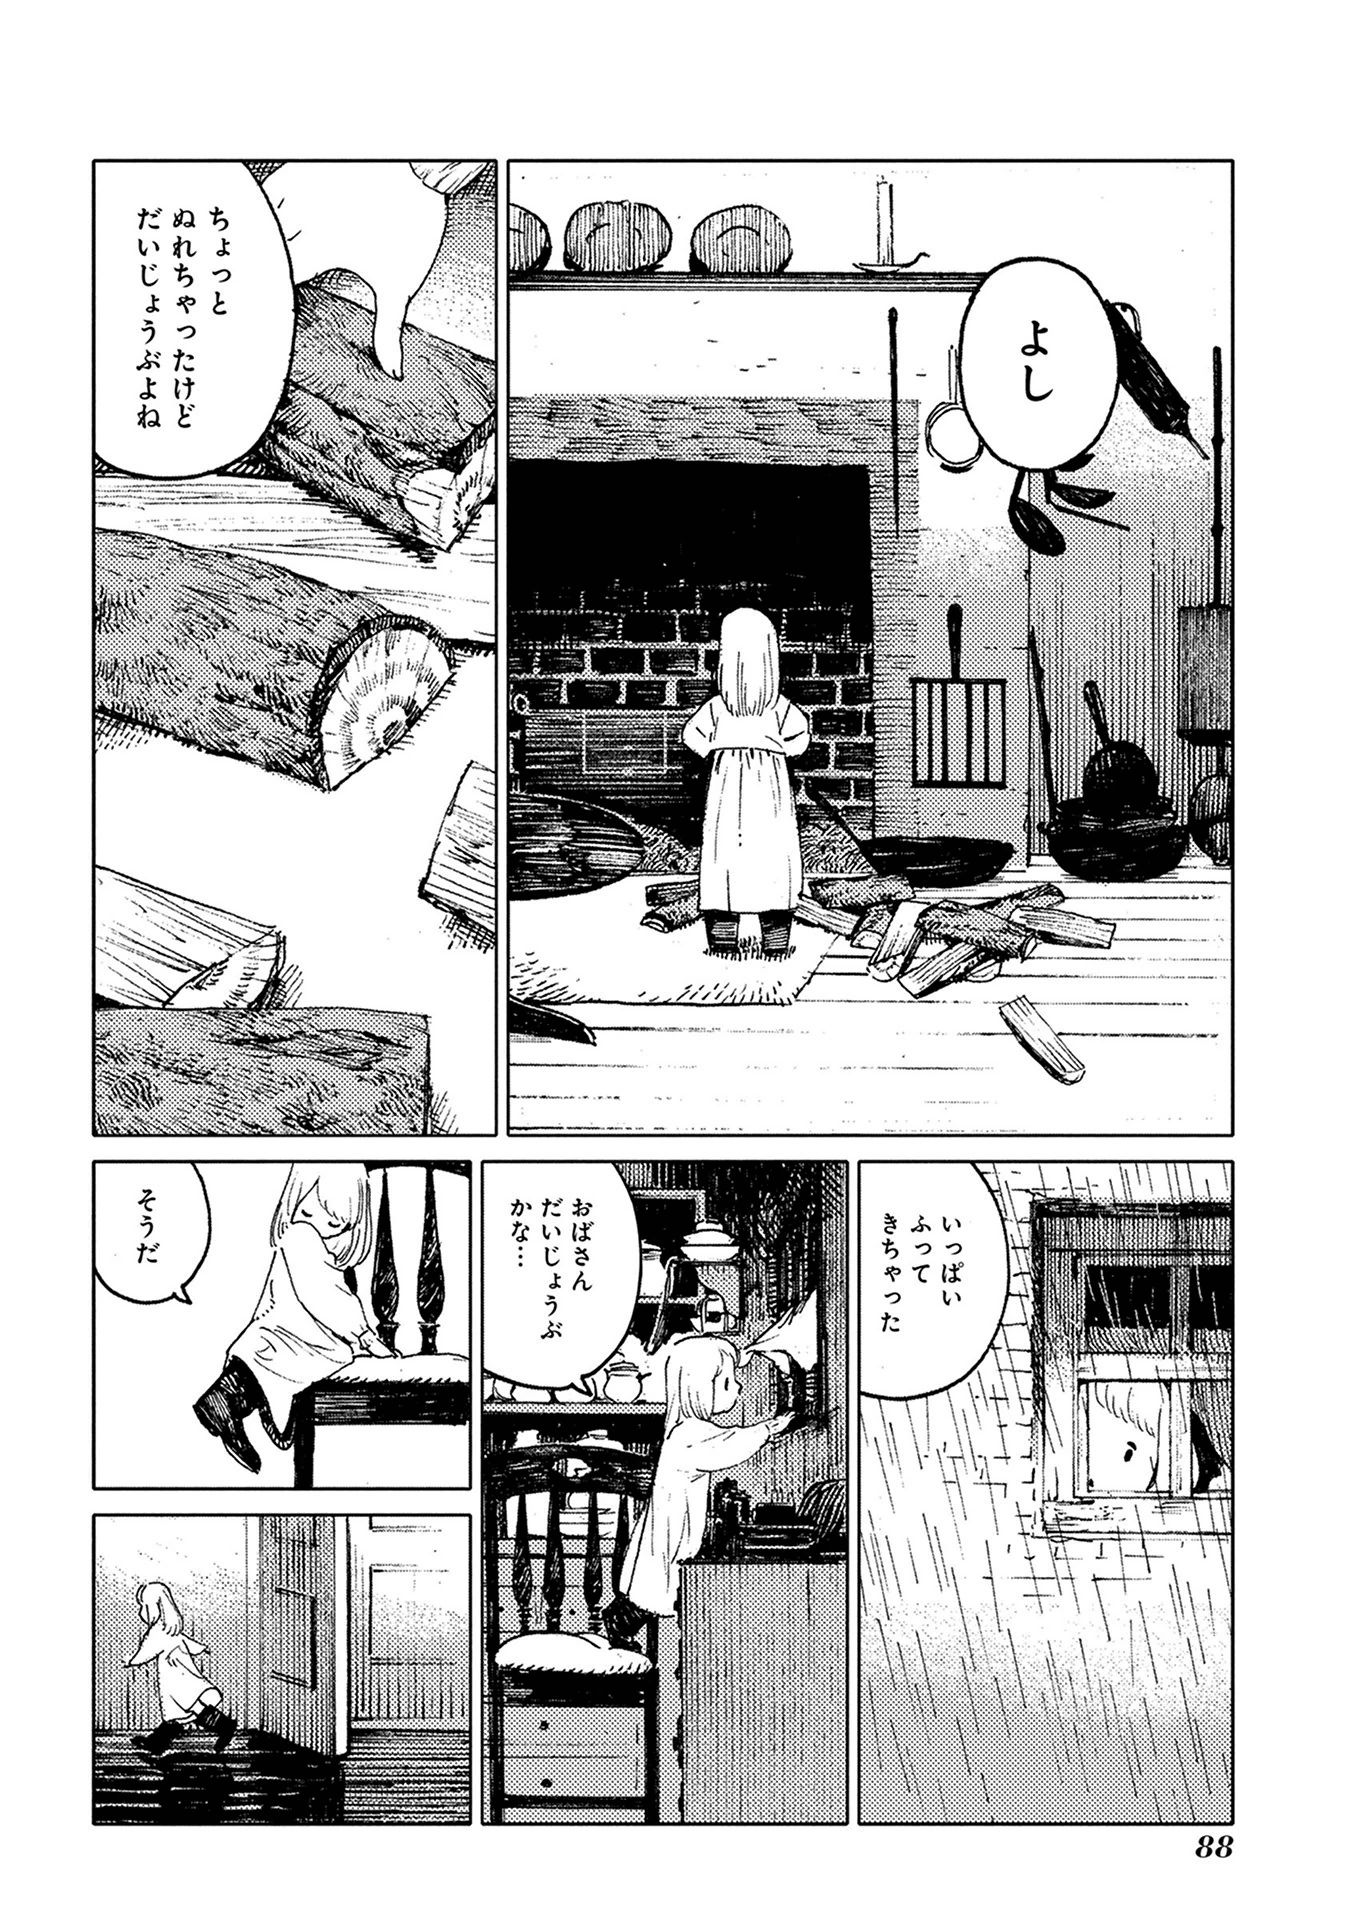 よし
ちょっと
ぬれちゃったけど
だいじょうぶよね
いっぱい
ふって
きちゃった
おばさん
だいじょうぶ
かな…
そうだ
88